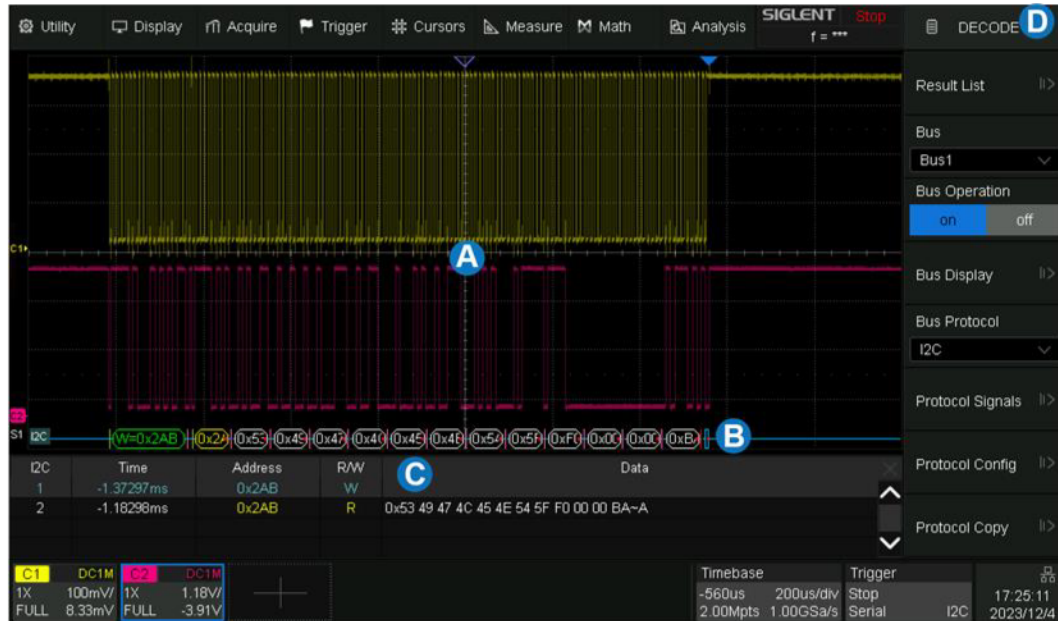 Utility Display Acquire Trigger Cursors Measure Math Analysis SIGLENT Stop DECODE D
f = ***
Result List
Bus
Bus1
Bus Operation
on off
C1
A
Bus Display
Bus Protocol
I2C
Protocol Signals
C2
S1 I2C W=0x2AB 0x2A 0x53 0x49 0x47 0x4 0x45 0x4E 0x54 0x5F 0xF0 0x00 0x00 0xBA B
I2C Time Address R/W C Data
1 -1.37297ms 0x2AB W
2 -1.18298ms 0x2AB R 0x53 49 47 4C 45 4E 54 5F F0 00 00 BA~A
Protocol Config
Protocol Copy
C1 DC1M C2 DC1M Timebase Trigger
1X 100mV/ 1X 1.18V/ -560us 200us/div Stop 17:25:11
FULL 8.33mV FULL -3.91V 2.00Mpts 1.00GSa/s Serial I2C 2023/12/4